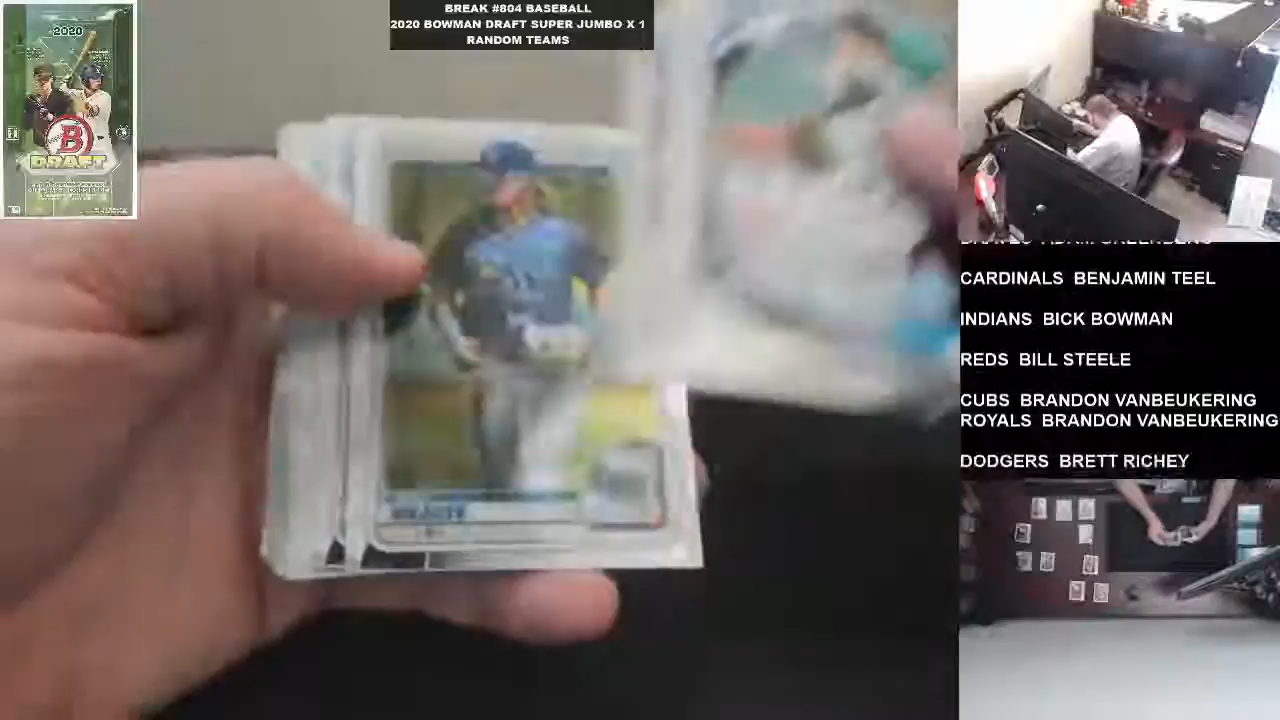 BREAK #804 BASEBALL
2020 BOWMAN DRAFT SUPER JUMBO X 1
RANDOM TEAMS
2020
B
DRAFT
CARDINALS BENJAMIN TEEL
INDIANS BICK BOWMAN
REDS BILL STEELE
CUBS BRANDON VANBEUKERING
ROYALS BRANDON VANBEUKERING
DODGERS BRETT RICHEY